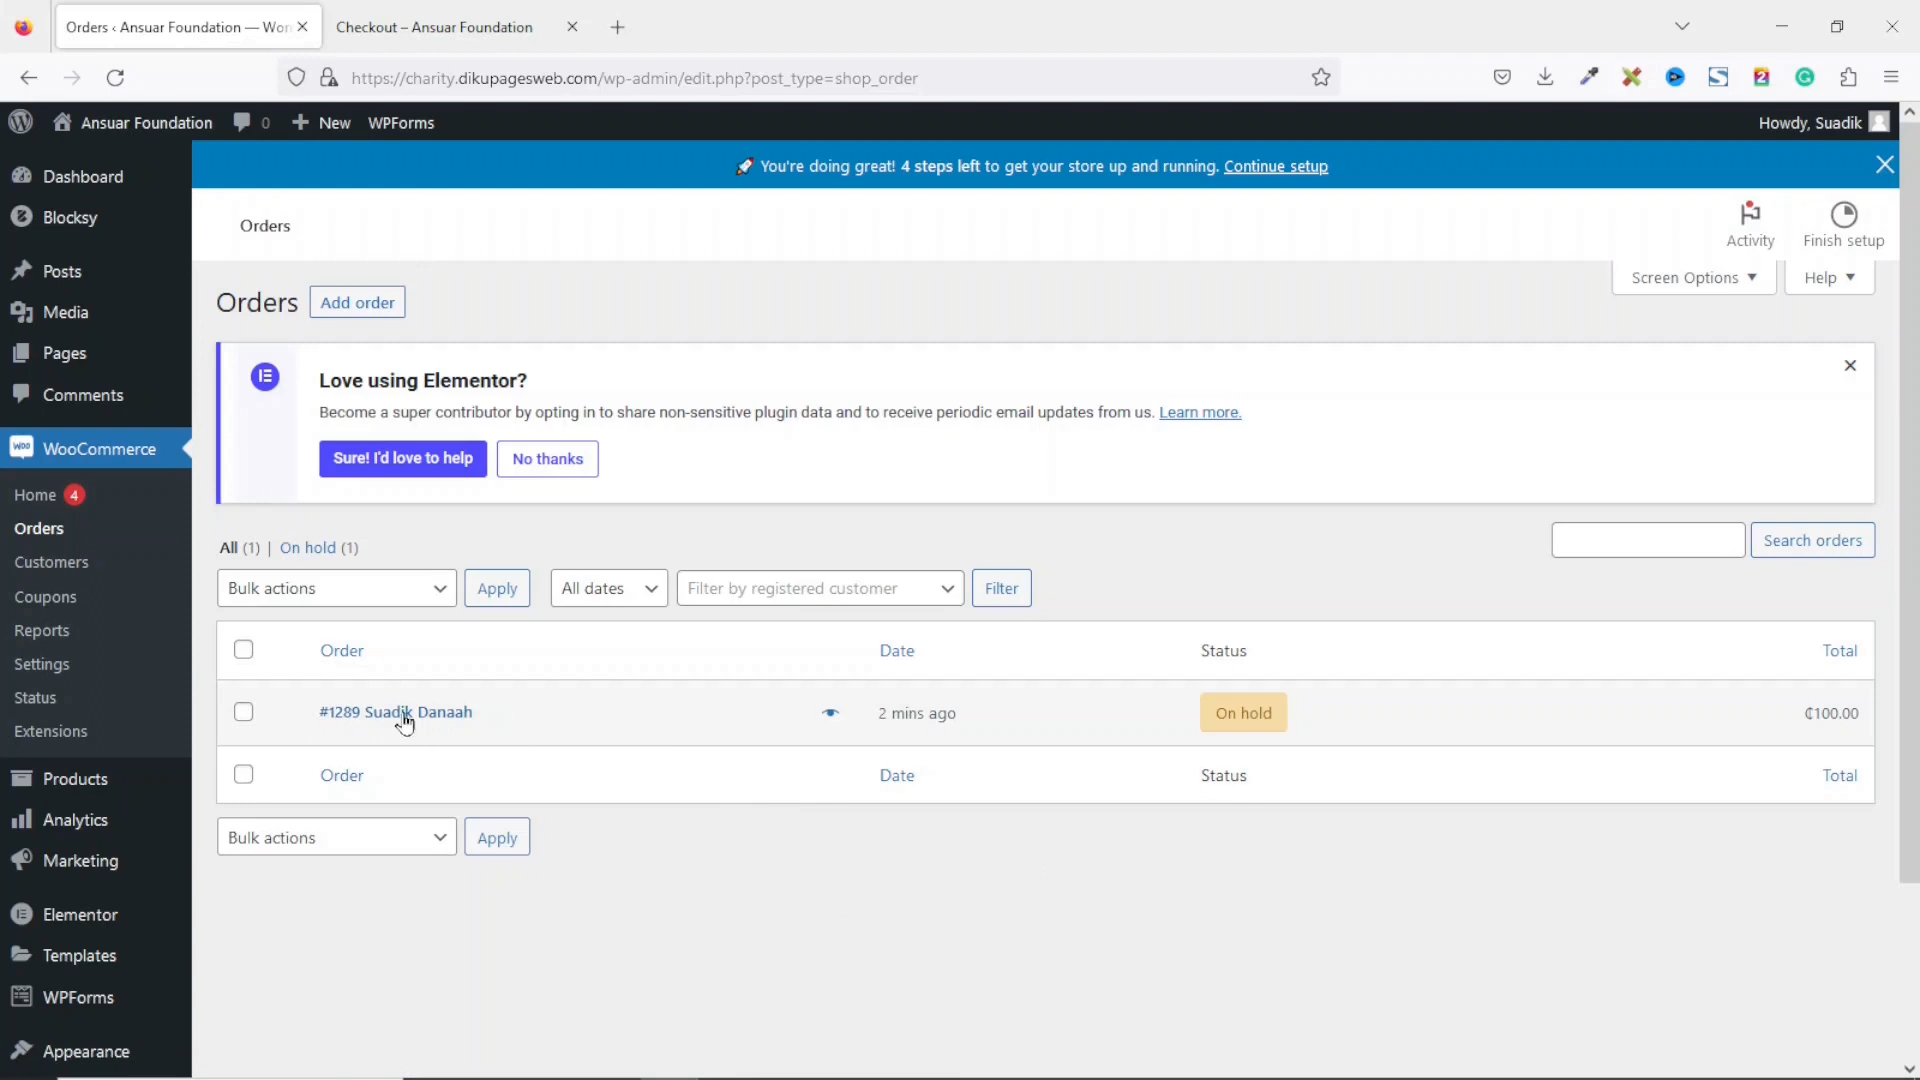 Orders ‹ Ansuar Foundation — Wor
Checkout – Ansuar Foundation
https://charity.dikupagesweb.com/wp-admin/edit.php?post_type=shop_order
Ansuar Foundation 0 New WPForms
Howdy, Suadik
🚀 You're doing great! 4 steps left to get your store up and running. Continue setup
Dashboard
Blocksy
Posts
Media
Pages
Comments
WooCommerce
Home 4
Orders
Customers
Coupons
Reports
Settings
Status
Extensions
Products
Analytics
Marketing
Elementor
Templates
WPForms
Appearance
Orders
Activity
Finish setup
Screen Options ▼
Help ▼
Orders Add order
Love using Elementor?
Become a super contributor by opting in to share non-sensitive plugin data and to receive periodic email updates from us. Learn more.
Sure! I'd love to help
No thanks
All (1) | On hold (1)
Search orders
Bulk actions Apply All dates Filter by registered customer Filter
Order Date Status Total
#1289 Suadik Danaah 2 mins ago On hold ₵100.00
Order Date Status Total
Bulk actions Apply